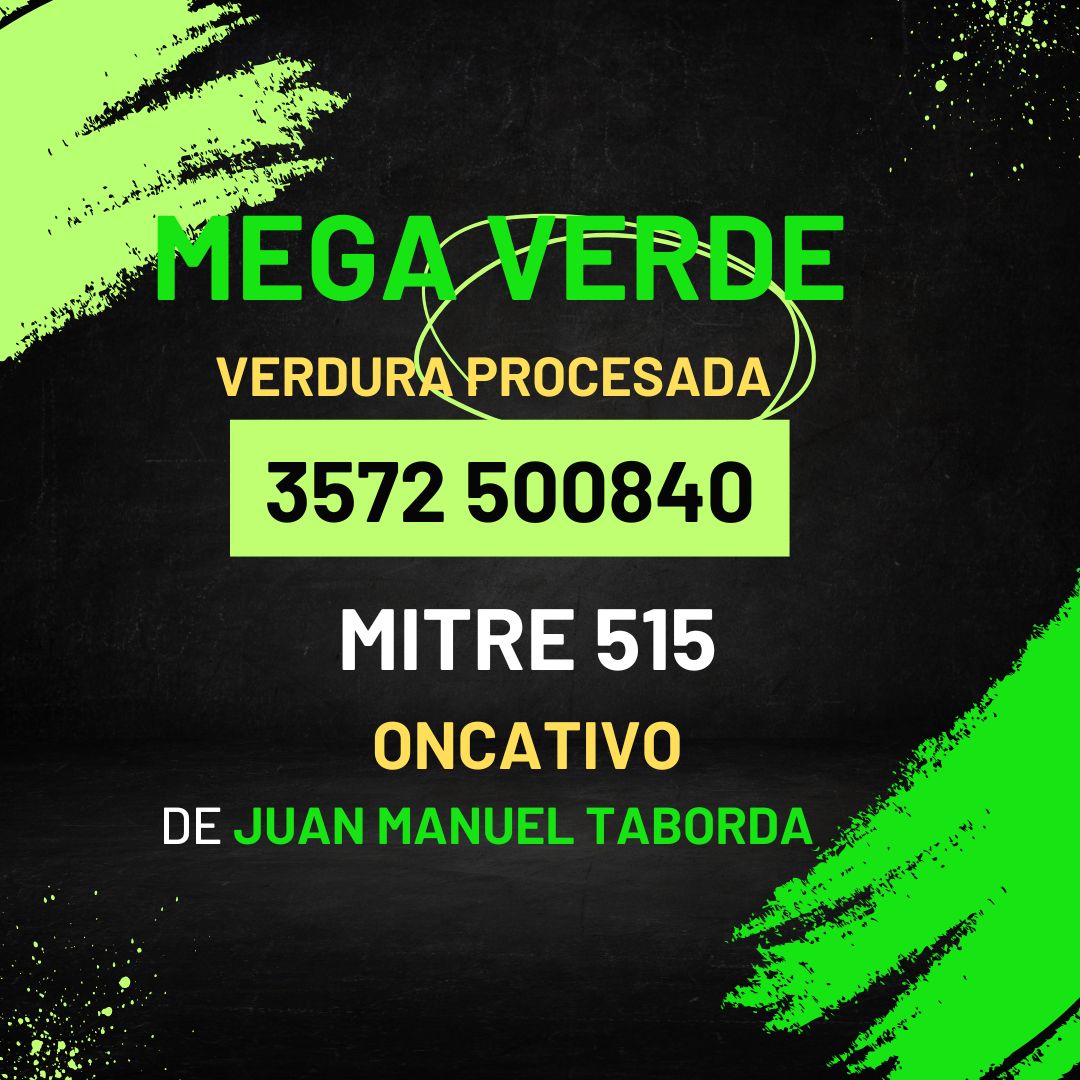 MEGA VERDE
VERDURA PROCESADA
3572 500840
MITRE 515
ONCATIVO
DE JUAN MANUEL TABORDA